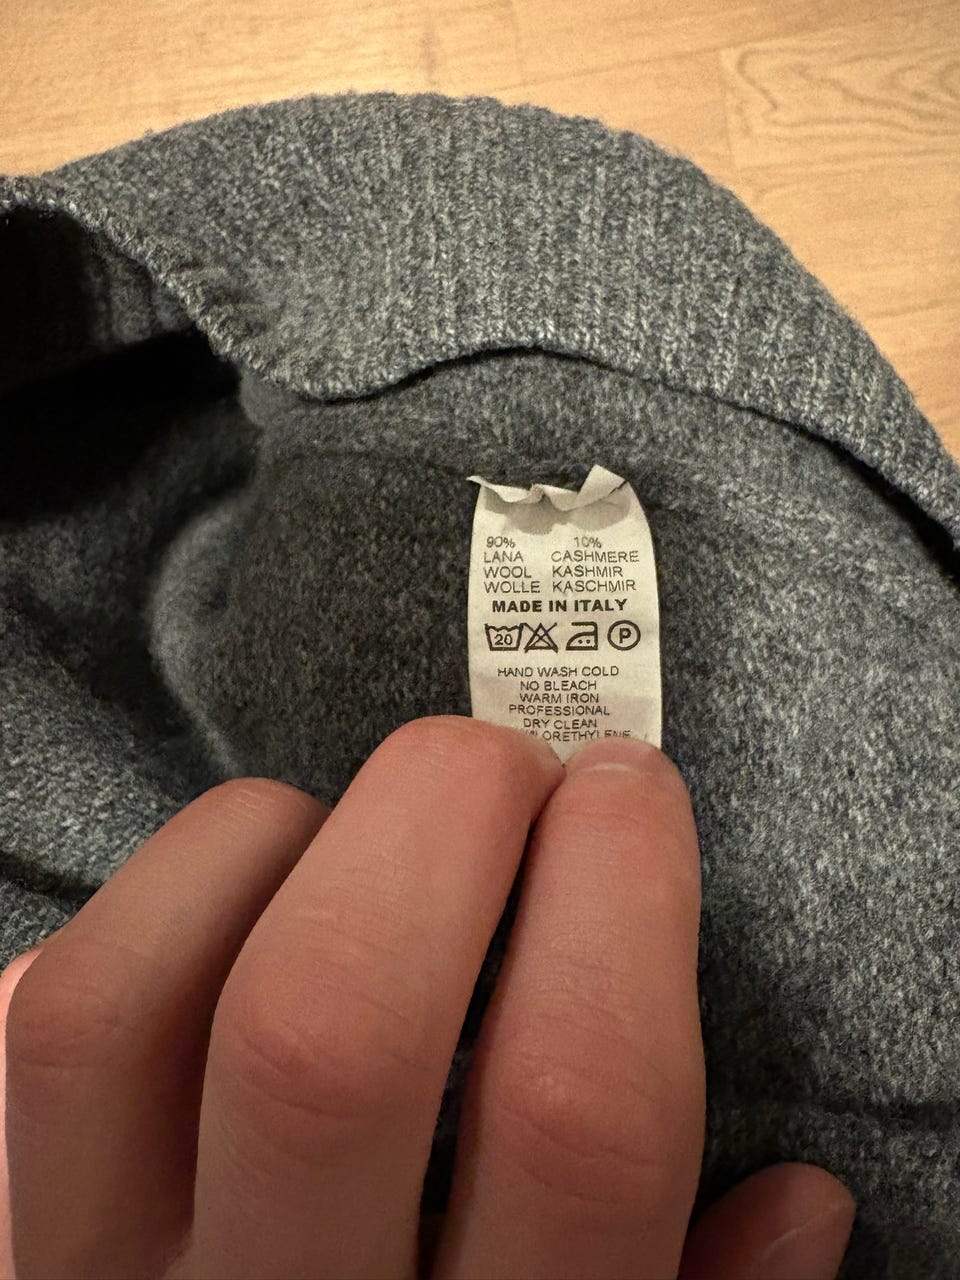 90% 10%
LANA CASHMERE
WOOL KASHMIR
WOLLE KASCHMIR
MADE IN ITALY
20 P
HAND WASH COLD
NO BLEACH
WARM IRON
PROFESSIONAL
DRY CLEAN